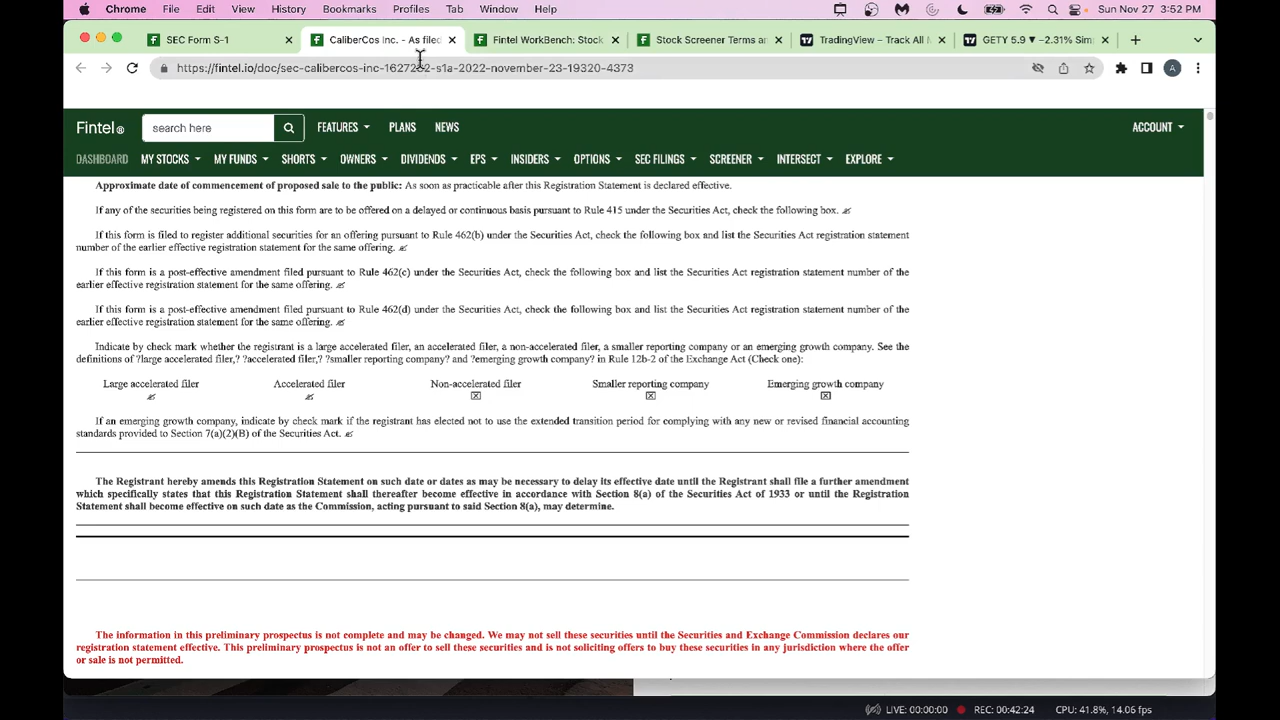 Chrome File Edit View History Bookmarks Profiles Tab Window Help Sun Nov 27 3:52 PM
SEC Form S-1 CaliberCos Inc. - As filed Fintel WorkBench: Stock Stock Screener Terms an TradingView – Track All M GETY 5.9 ▼ −2.31% Sim
https://fintel.io/doc/sec-calibercos-inc-1627282-s1a-2022-november-23-19320-4373
Fintel® search here FEATURES PLANS NEWS ACCOUNT
DASHBOARD MY STOCKS MY FUNDS SHORTS OWNERS DIVIDENDS EPS INSIDERS OPTIONS SEC FILINGS SCREENER INTERSECT EXPLORE
Approximate date of commencement of proposed sale to the public: As soon as practicable after this Registration Statement is declared effective.
If any of the securities being registered on this form are to be offered on a delayed or continuous basis pursuant to Rule 415 under the Securities Act, check the following box.
If this form is filed to register additional securities for an offering pursuant to Rule 462(b) under the Securities Act, check the following box and list the Securities Act registration statement
number of the earlier effective registration statement for the same offering.
If this form is a post-effective amendment filed pursuant to Rule 462(c) under the Securities Act, check the following box and list the Securities Act registration statement number of the
earlier effective registration statement for the same offering.
If this form is a post-effective amendment filed pursuant to Rule 462(d) under the Securities Act, check the following box and list the Securities Act registration statement number of the
earlier effective registration statement for the same offering.
Indicate by check mark whether the registrant is a large accelerated filer, an accelerated filer, a non-accelerated filer, a smaller reporting company or an emerging growth company. See the
definitions of ?large accelerated filer,? ?accelerated filer,? ?smaller reporting company? and ?emerging growth company? in Rule 12b-2 of the Exchange Act (Check one):
Large accelerated filer Accelerated filer Non-accelerated filer Smaller reporting company Emerging growth company
☒ ☒ ☒
If an emerging growth company, indicate by check mark if the registrant has elected not to use the extended transition period for complying with any new or revised financial accounting
standards provided to Section 7(a)(2)(B) of the Securities Act.
The Registrant hereby amends this Registration Statement on such date or dates as may be necessary to delay its effective date until the Registrant shall file a further amendment
which specifically states that this Registration Statement shall thereafter become effective in accordance with Section 8(a) of the Securities Act of 1933 or until the Registration
Statement shall become effective on such date as the Commission, acting pursuant to said Section 8(a), may determine.
The information in this preliminary prospectus is not complete and may be changed. We may not sell these securities until the Securities and Exchange Commission declares our
registration statement effective. This preliminary prospectus is not an offer to sell these securities and is not soliciting offers to buy these securities in any jurisdiction where the offer
or sale is not permitted.
LIVE: 00:00:00 REC: 00:42:24 CPU: 41.8%, 14.06 fps